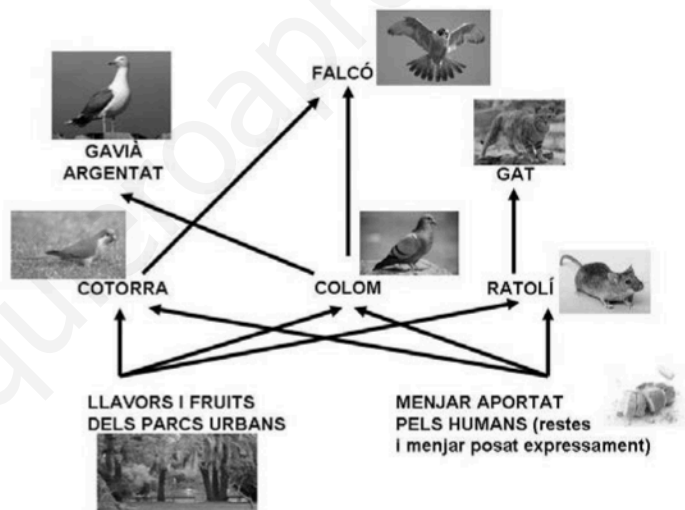 FALCÓ
GAVIÀ
ARGENTAT
GAT
COTORRA
COLOM
RATOLÍ
LLAVORS I FRUITS
DELS PARCS URBANS
MENJAR APORTAT
PELS HUMANS (restes
i menjar posat expressament)